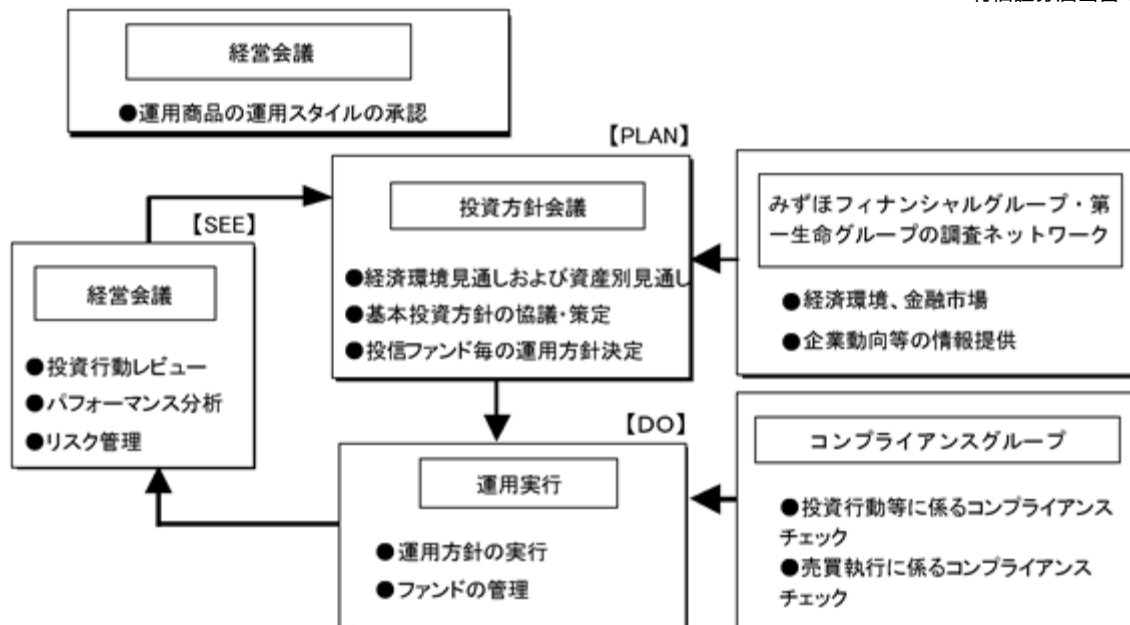 経営会議
●運用商品の運用スタイルの承認
【PLAN】
投資方針会議
●経済環境見通しおよび資産別見通し
●基本投資方針の協議・策定
●投信ファンド毎の運用方針決定
みずほフィナンシャルグループ・第
一生命グループの調査ネットワーク
●経済環境、金融市場
●企業動向等の情報提供
【SEE】
経営会議
●投資行動レビュー
●パフォーマンス分析
●リスク管理
【DO】
運用実行
●運用方針の実行
●ファンドの管理
コンプライアンスグループ
●投資行動等に係るコンプライアンス
チェック
●売買執行に係るコンプライアンス
チェック